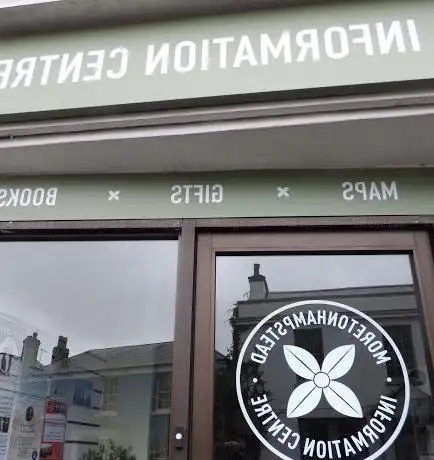 INFORMATION CENTRE
MAPS × GIFTS × BOOKS
MORETONHAMPSTEAD
INFORMATION CENTRE